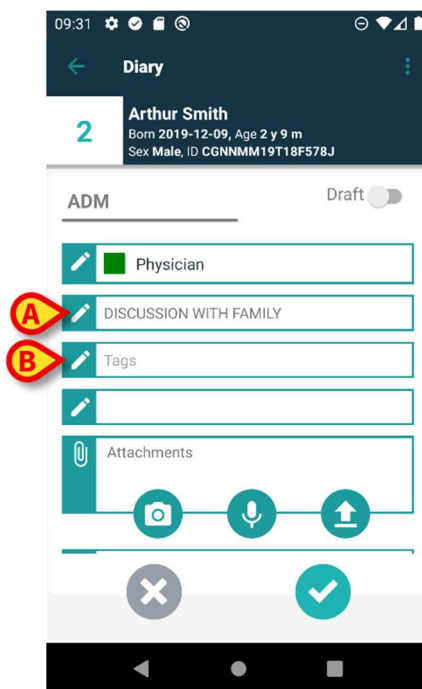 09:31
Diary
2
Arthur Smith
Born 2019-12-09, Age 2 y 9 m
Sex Male, ID CGNNMM19T18F578J
ADM
Draft
Physician
A
DISCUSSION WITH FAMILY
B
Tags
Attachments